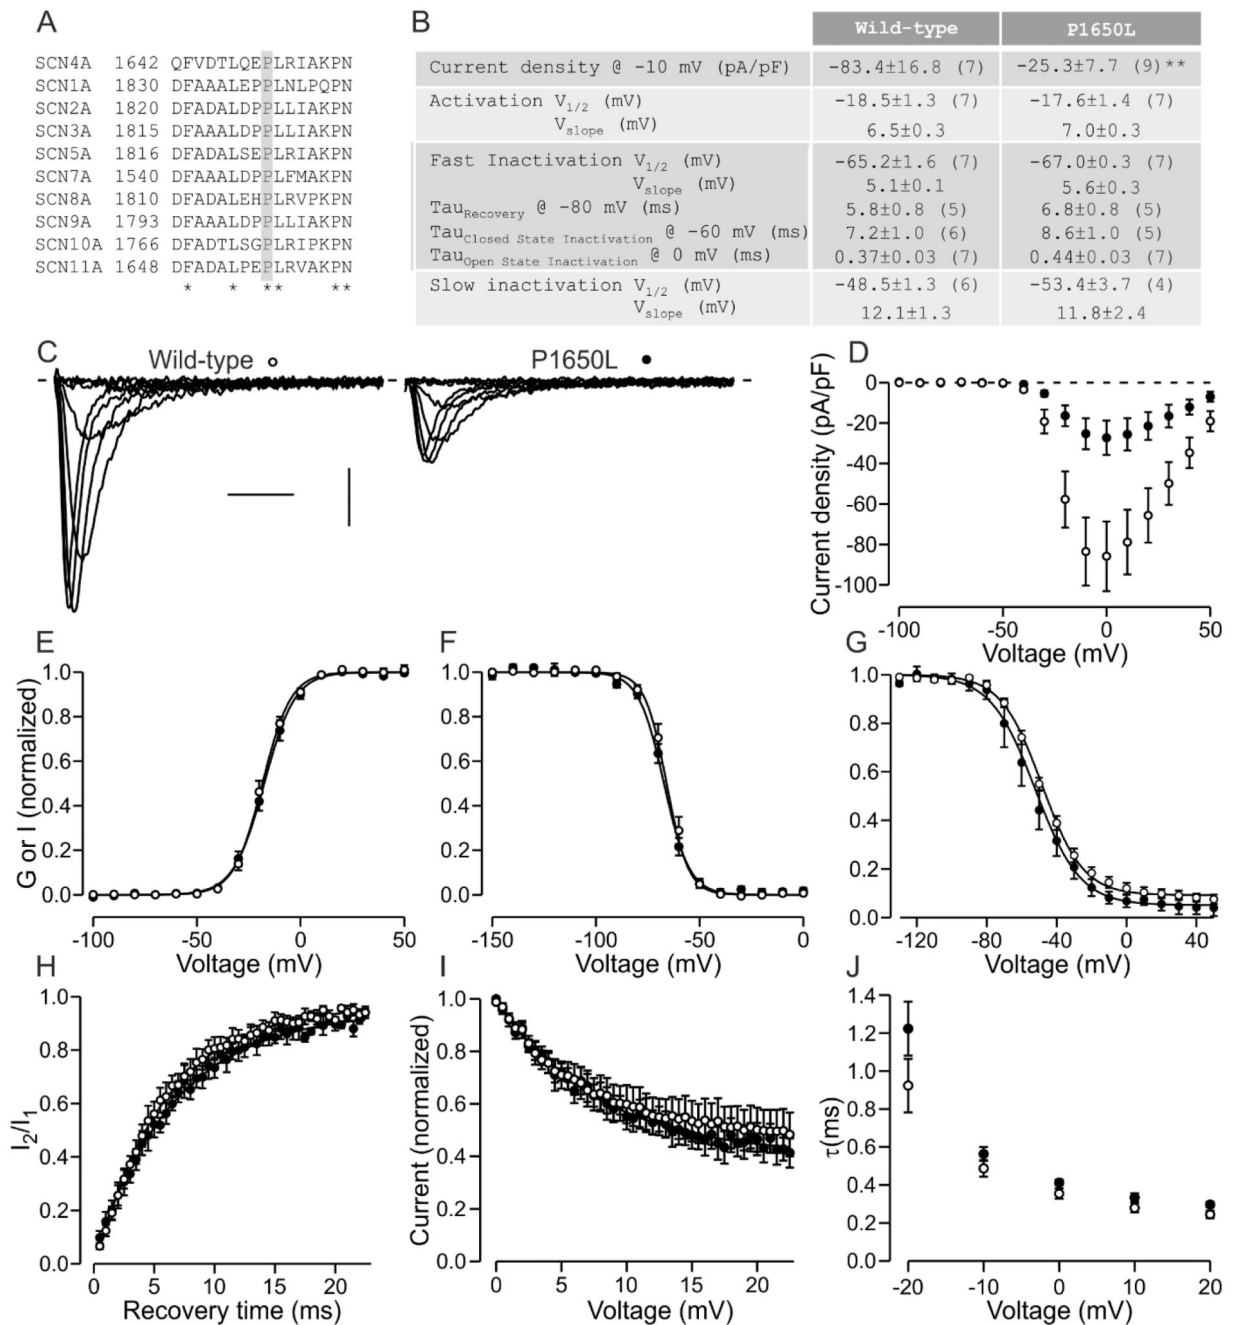 A
SCN4A 1642 QFVDTLQEPLRIAKPN
SCN1A 1830 DFAAALEPPLNLPQPN
SCN2A 1820 DFADALDPPLLIAKPN
SCN3A 1815 DFAAALDPPLLIAKPN
SCN5A 1816 DFADALSEPLRIAKPN
SCN7A 1540 DFAAALDPPLFMAKPN
SCN8A 1810 DFADALEHPLRVPKPN
SCN9A 1793 DFAAALDPPLLIAKPN
SCN10A 1766 DFADTLSGPLRIPKPN
SCN11A 1648 DFADALPEPLRVAKPN
* * ** **
B
Wild-type P1650L
Current density @ -10 mV (pA/pF) -83.4±16.8 (7) -25.3±7.7 (9)**
Activation V1/2 (mV) -18.5±1.3 (7) -17.6±1.4 (7)
Vslope (mV) 6.5±0.3 7.0±0.3
Fast Inactivation V1/2 (mV) -65.2±1.6 (7) -67.0±0.3 (7)
Vslope (mV) 5.1±0.1 5.6±0.3
TauRecovery @ -80 mV (ms) 5.8±0.8 (5) 6.8±0.8 (5)
TauClosed State Inactivation @ -60 mV (ms) 7.2±1.0 (6) 8.6±1.0 (5)
TauOpen State Inactivation @ 0 mV (ms) 0.37±0.03 (7) 0.44±0.03 (7)
Slow inactivation V1/2 (mV) -48.5±1.3 (6) -53.4±3.7 (4)
Vslope (mV) 12.1±1.3 11.8±2.4
C
Wild-type P1650L
D
Current density (pA/pF)
0
-20
-40
-60
-80
-100
-100 -50 0 50
Voltage (mV)
E
G or I (normalized)
1.0
0.8
0.6
0.4
0.2
0.0
-100 -50 0 50
Voltage (mV)
F
1.0
0.8
0.6
0.4
0.2
0.0
-150 -100 -50 0
Voltage (mV)
G
1.0
0.8
0.6
0.4
0.2
0.0
-120 -80 -40 0 40
Voltage (mV)
H
I2/I1
1.0
0.8
0.6
0.4
0.2
0.0
0 5 10 15 20
Recovery time (ms)
I
Current (normalized)
1.0
0.8
0.6
0.4
0.2
0.0
0 5 10 15 20
Voltage (mV)
J
τ(ms)
1.4
1.2
1.0
0.8
0.6
0.4
0.2
0.0
-20 -10 0 10 20
Voltage (mV)